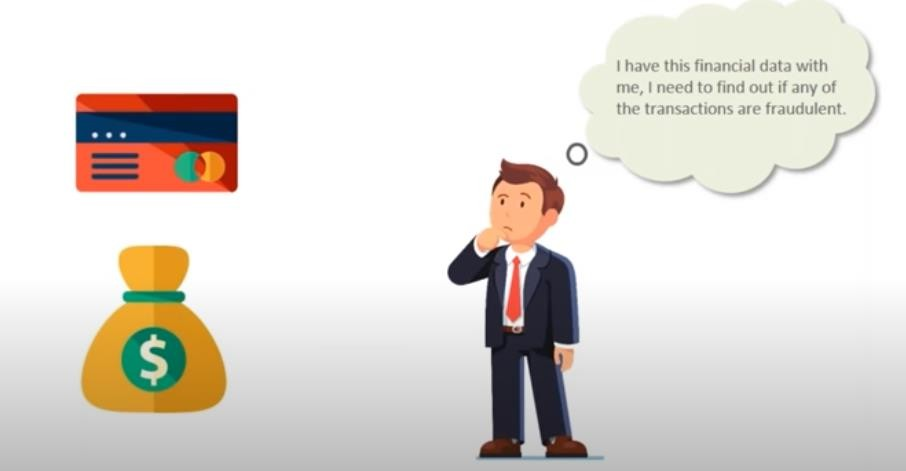 I have this financial data with
me, I need to find out if any of
the transactions are fraudulent.
$